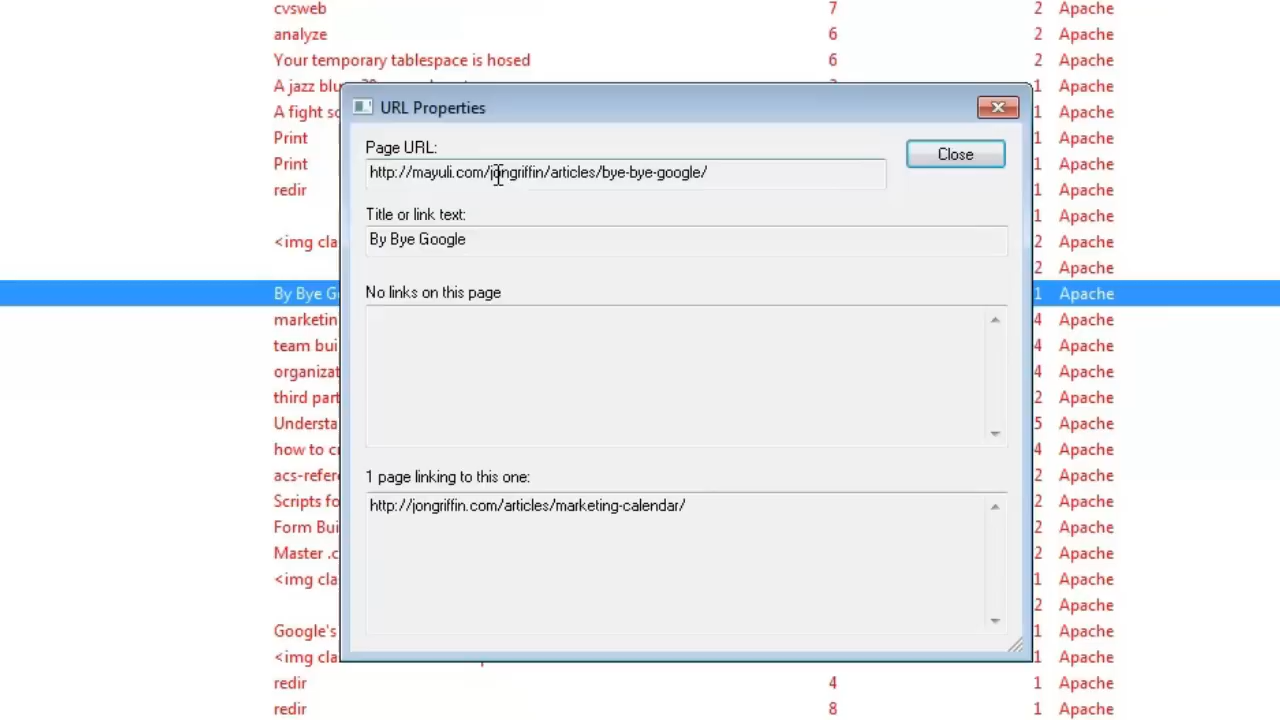 cvsweb 7 2 Apache
analyze 6 2 Apache
Your temporary tablespace is hosed 6 2 Apache
A jazz blu 1 Apache
A fight so 1 Apache
Print 1 Apache
Print 1 Apache
redir 1 Apache
1 Apache
<img cla 2 Apache
2 Apache
By Bye G 1 Apache
marketin 4 Apache
team bui 4 Apache
organizat 4 Apache
third part 2 Apache
Understa 5 Apache
how to cr 4 Apache
acs-refer 2 Apache
Scripts fo 2 Apache
Form Bui 2 Apache
Master .c 2 Apache
<img cla 1 Apache
2 Apache
Google's 1 Apache
<img cla 1 Apache
redir 4 1 Apache
redir 8 1 Apache
URL Properties
Page URL:
Close
http://mayuli.com/jongriffin/articles/bye-bye-google/
Title or link text:
By Bye Google
No links on this page
1 page linking to this one:
http://jongriffin.com/articles/marketing-calendar/